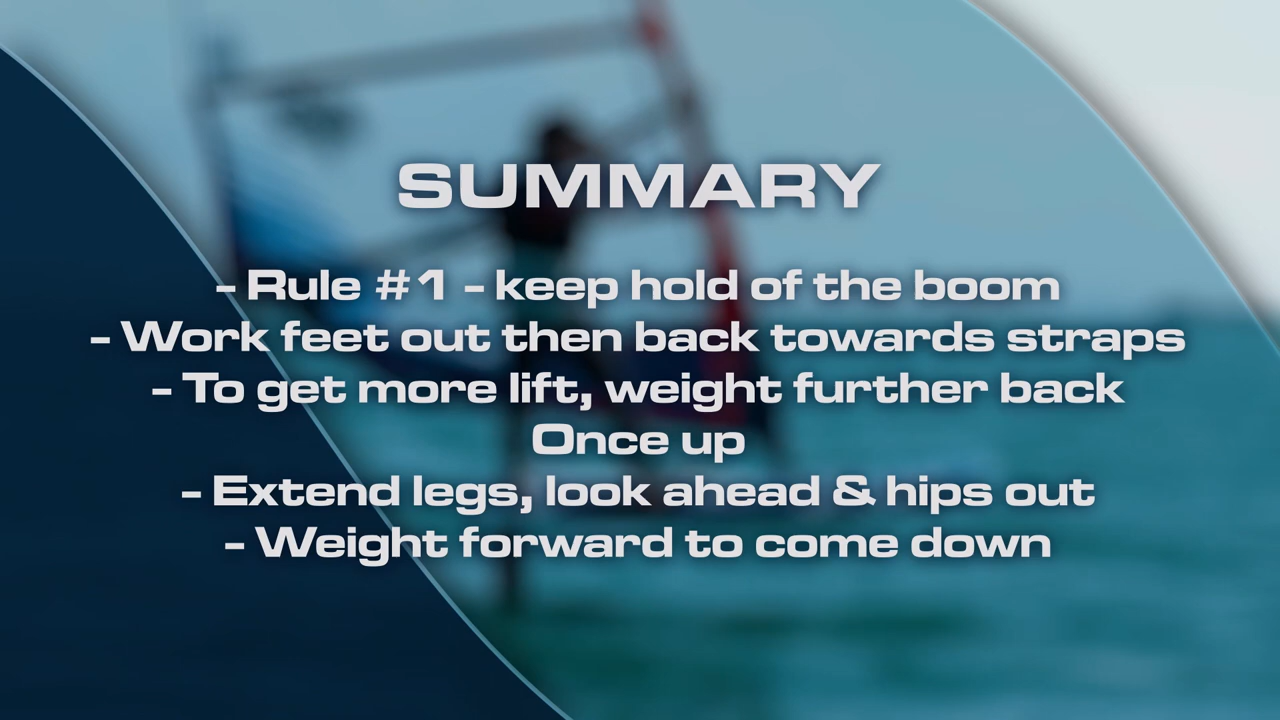 SUMMARY
- Rule #1 - keep hold of the boom
- Work feet out then back towards straps
- To get more lift, weight further back
Once up
- Extend legs, look ahead & hips out
- Weight forward to come down